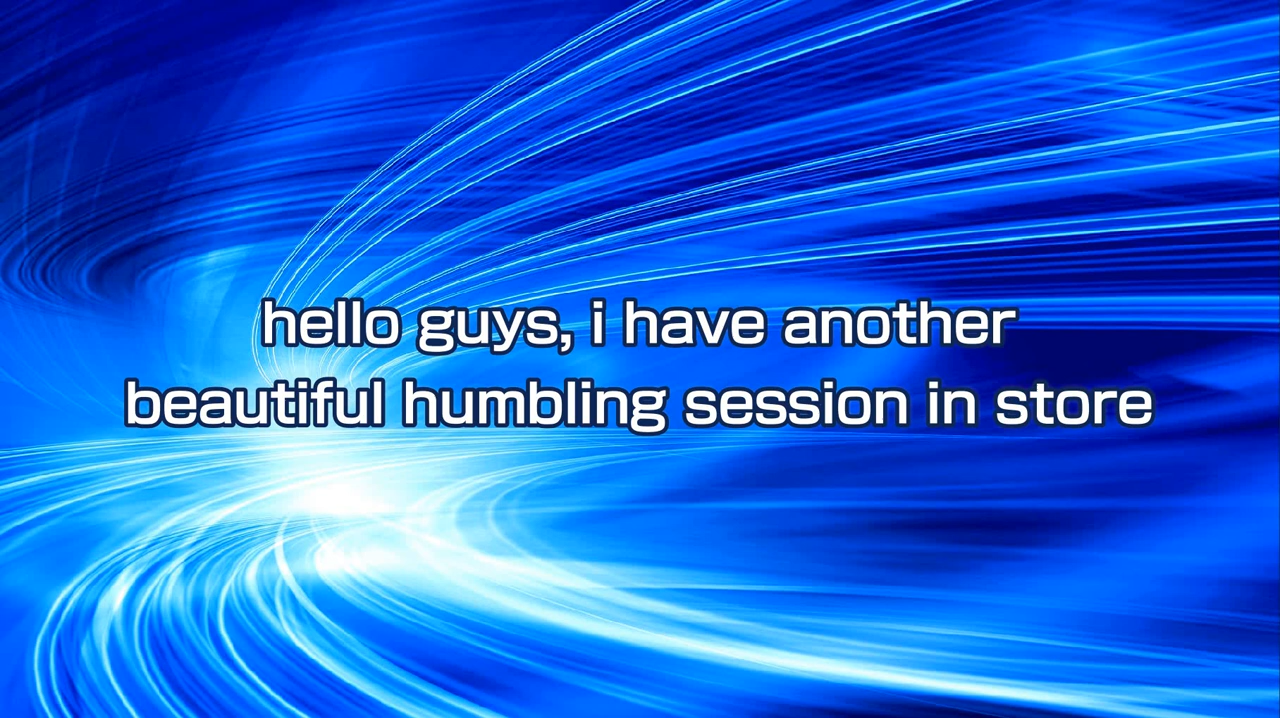 hello guys, i have another
beautiful humbling session in store